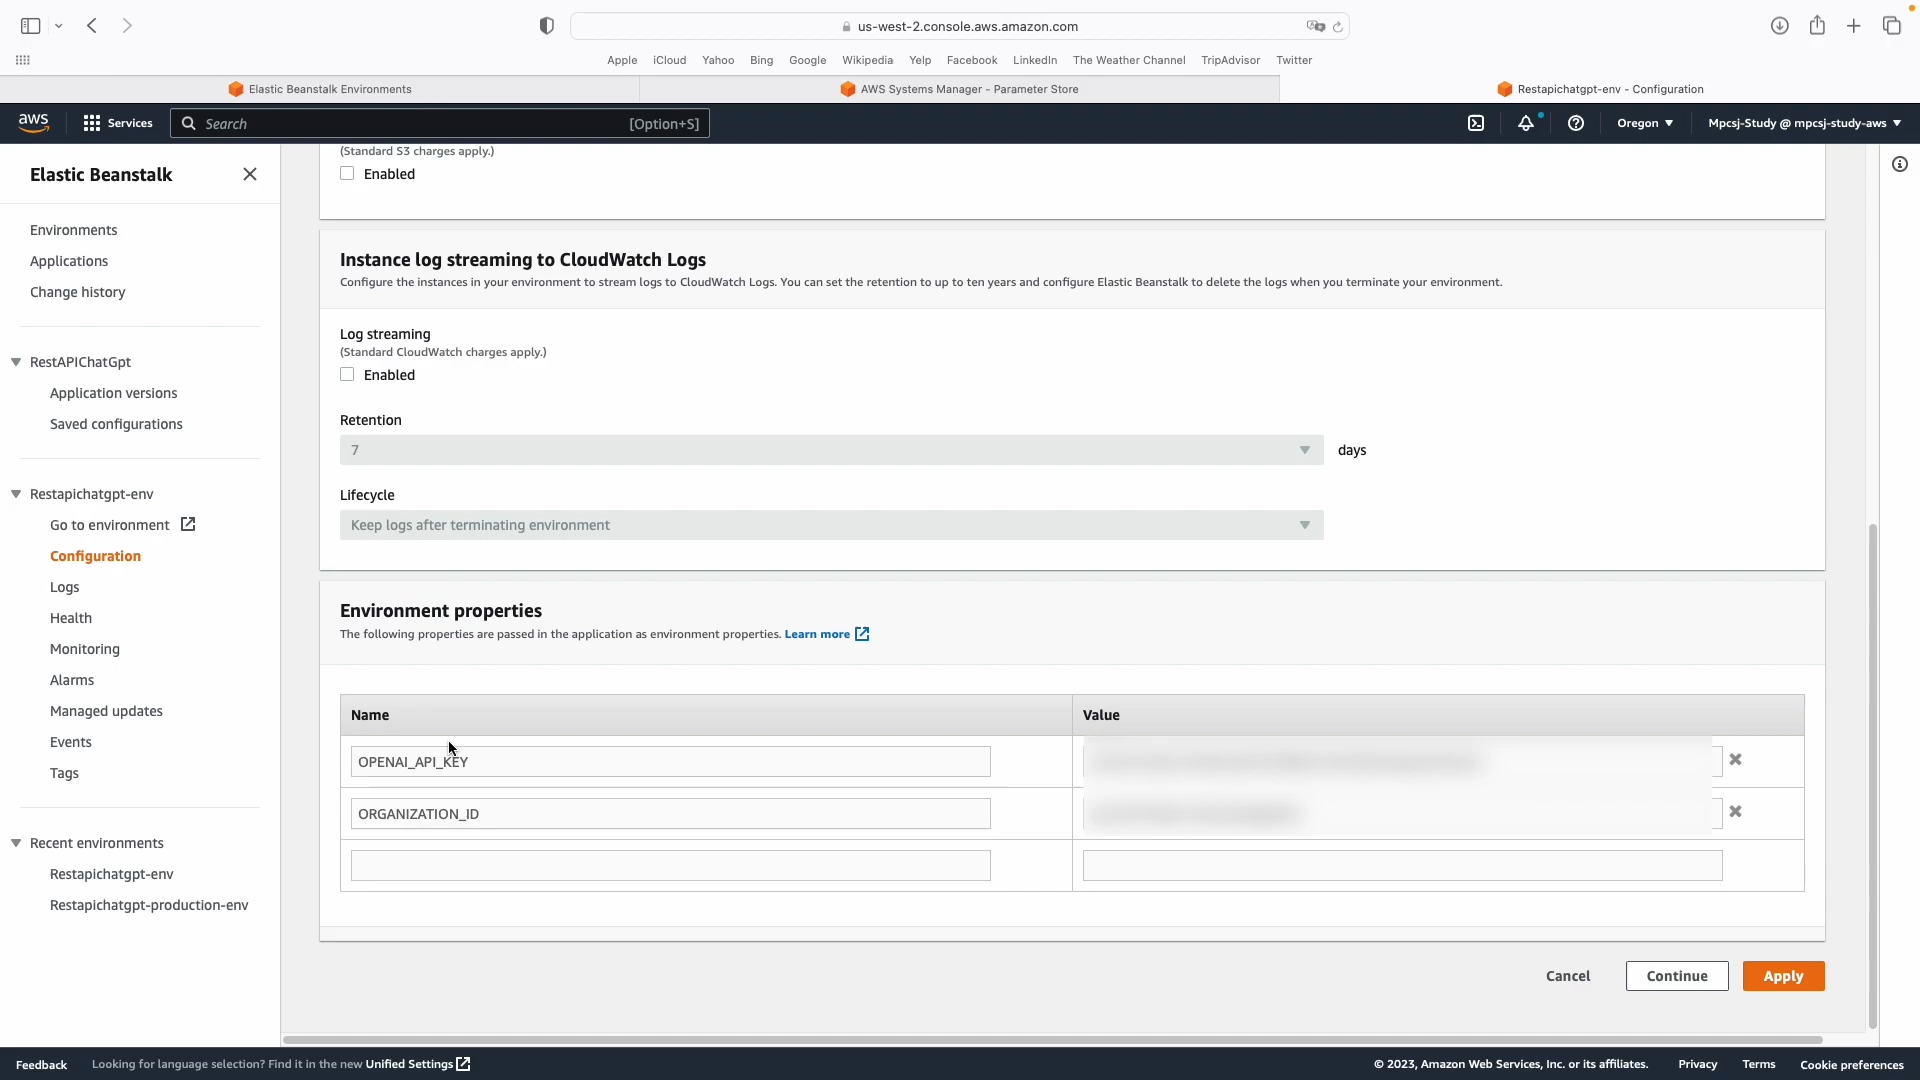 us-west-2.console.aws.amazon.com
Apple iCloud Yahoo Bing Google Wikipedia Yelp Facebook LinkedIn The Weather Channel TripAdvisor Twitter
Elastic Beanstalk Environments
AWS Systems Manager - Parameter Store
Restapichatgpt-env - Configuration
aws Services Search [Option+S] Oregon Mpcsj-Study @ mpcsj-study-aws
Elastic Beanstalk
Environments
Applications
Change history
RestAPIChatGpt
Application versions
Saved configurations
Restapichatgpt-env
Go to environment
Configuration
Logs
Health
Monitoring
Alarms
Managed updates
Events
Tags
Recent environments
Restapichatgpt-env
Restapichatgpt-production-env
(Standard S3 charges apply.)
Enabled
Instance log streaming to CloudWatch Logs
Configure the instances in your environment to stream logs to CloudWatch Logs. You can set the retention to up to ten years and configure Elastic Beanstalk to delete the logs when you terminate your environment.
Log streaming
(Standard CloudWatch charges apply.)
Enabled
Retention
7 days
Lifecycle
Keep logs after terminating environment
Environment properties
The following properties are passed in the application as environment properties. Learn more
Name Value
OPENAI_API_KEY
ORGANIZATION_ID
Cancel Continue Apply
Feedback Looking for language selection? Find it in the new Unified Settings © 2023, Amazon Web Services, Inc. or its affiliates. Privacy Terms Cookie preferences